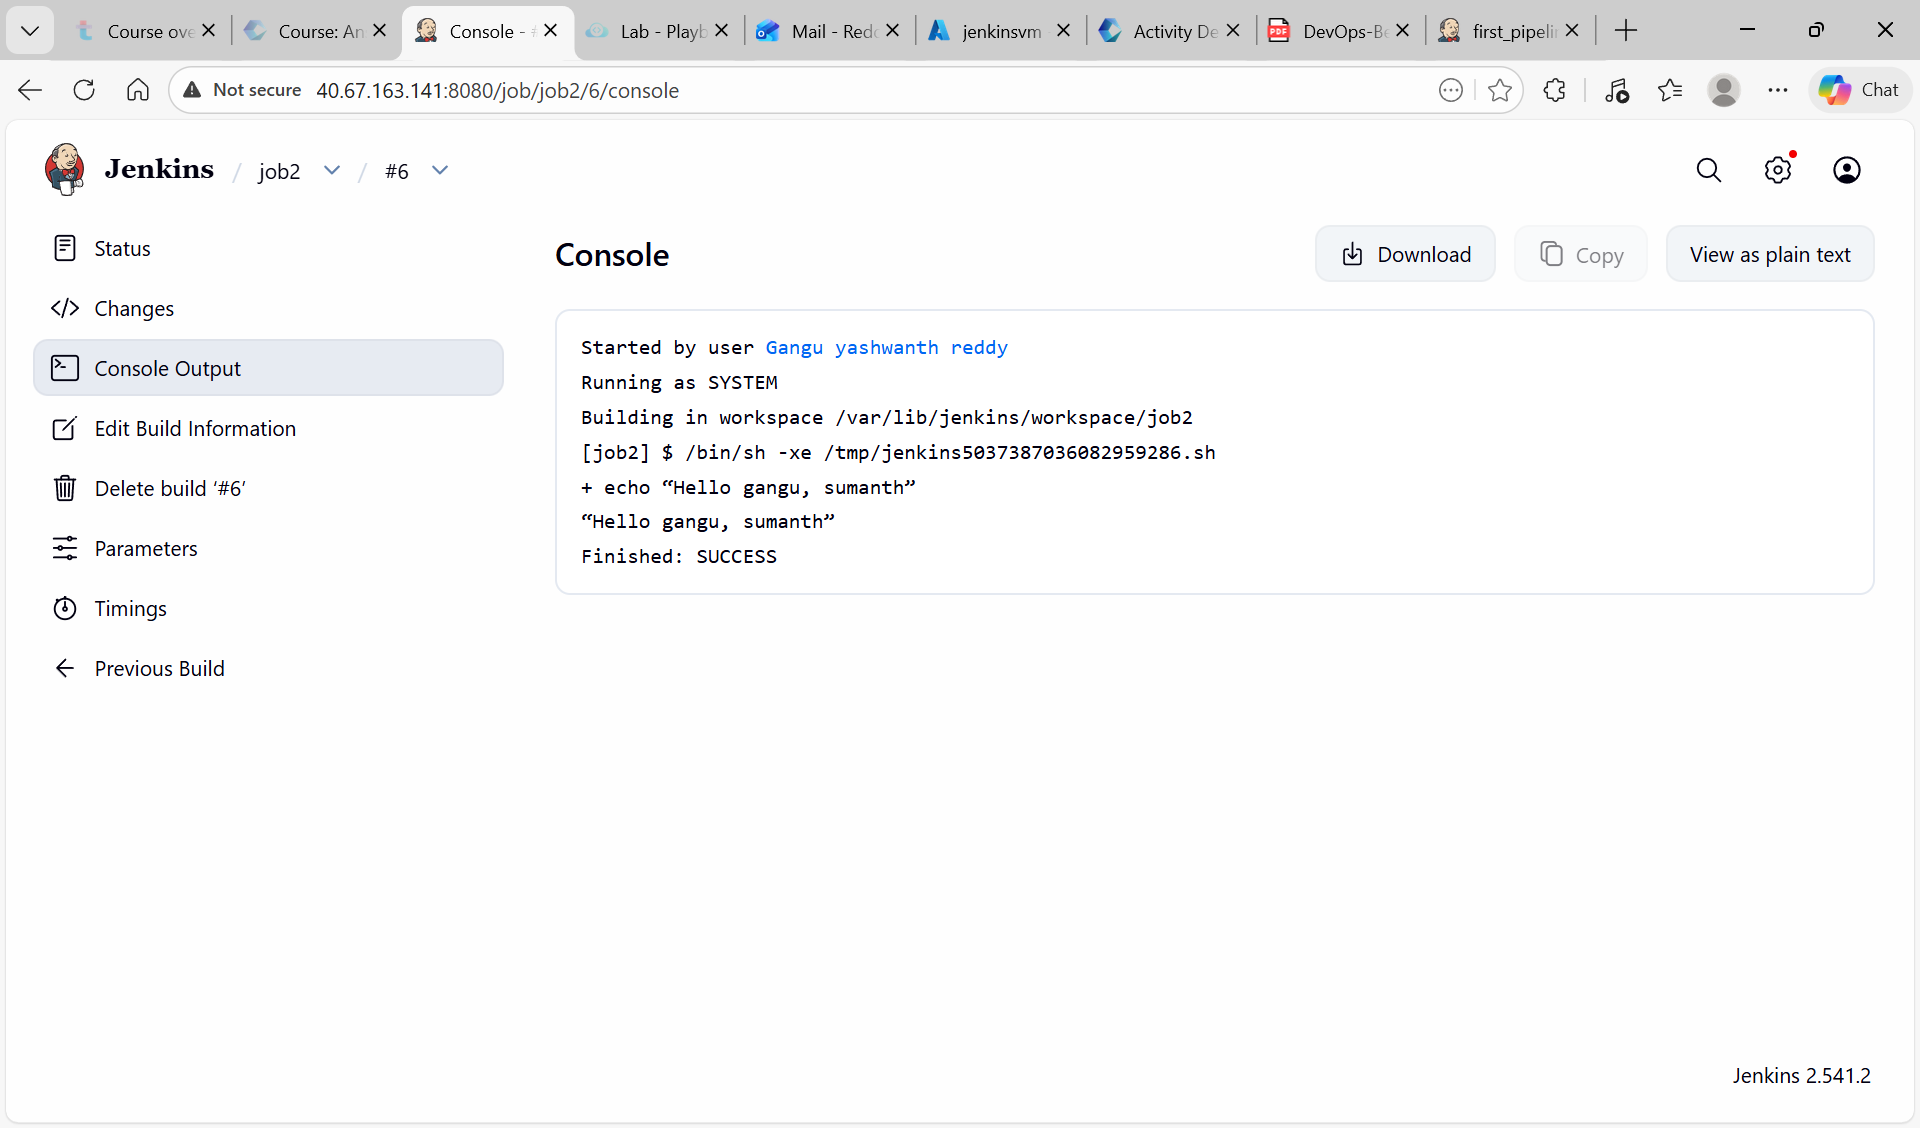 Course ove
Course: An
Console - #
Lab - Playb
Mail - Redd
jenkinsvm
Activity De
PDF
DevOps-Be
first_pipelin
Not secure 40.67.163.141:8080/job/job2/6/console
Chat
Jenkins / job2 / #6
Status
Changes
Console Output
Edit Build Information
Delete build ‘#6’
Parameters
Timings
Previous Build
Console
Download
Copy
View as plain text
Started by user Gangu yashwanth reddy
Running as SYSTEM
Building in workspace /var/lib/jenkins/workspace/job2
[job2] $ /bin/sh -xe /tmp/jenkins5037387036082959286.sh
+ echo “Hello gangu, sumanth”
“Hello gangu, sumanth”
Finished: SUCCESS
Jenkins 2.541.2